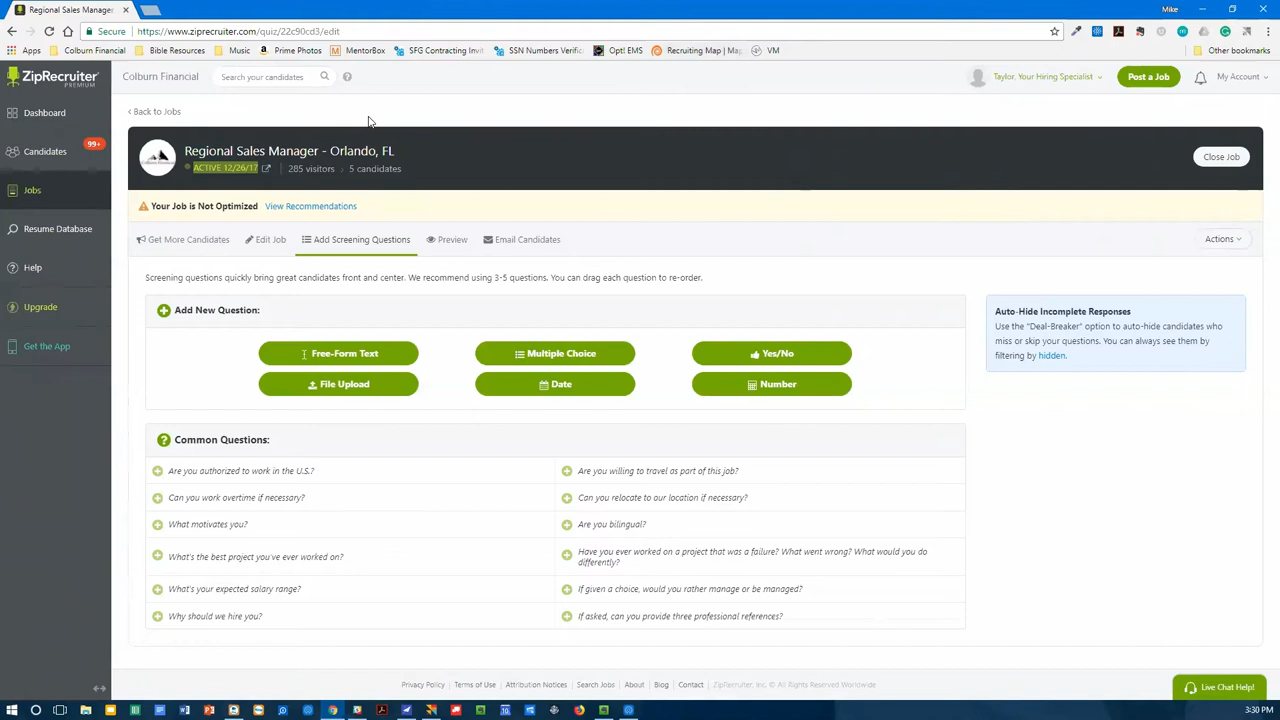 Regional Sales Manager
Mike
Secure
https://www.ziprecruiter.com/quiz/22c90cd3/edit
Apps
Colburn Financial
Bible Resources
Music
Prime Photos
MentorBox
SFG Contracting Invit
SSN Numbers Verific
Optl EMS
Recruiting Map | Map
VM
Other bookmarks
ZipRecruiter
PREMIUM
Colburn Financial
Search your candidates
Taylor, Your Hiring Specialist
Post a Job
My Account
Dashboard
Candidates
99+
Jobs
Resume Database
Help
Upgrade
Get the App
‹ Back to Jobs
Regional Sales Manager - Orlando, FL
ACTIVE 12/26/17
285 visitors
5 candidates
Close Job
Your Job is Not Optimized View Recommendations
Get More Candidates
Edit Job
Add Screening Questions
Preview
Email Candidates
Actions
Screening questions quickly bring great candidates front and center. We recommend using 3-5 questions. You can drag each question to re-order.
Add New Question:
Free-Form Text
Multiple Choice
Yes/No
File Upload
Date
Number
Auto-Hide Incomplete Responses
Use the "Deal-Breaker" option to auto-hide candidates who
miss or skip your questions. You can always see them by
filtering by hidden.
Common Questions:
Are you authorized to work in the U.S.?
Are you willing to travel as part of this job?
Can you work overtime if necessary?
Can you relocate to our location if necessary?
What motivates you?
Are you bilingual?
What's the best project you've ever worked on?
Have you ever worked on a project that was a failure? What went wrong? What would you do
differently?
What's your expected salary range?
If given a choice, would you rather manage or be managed?
Why should we hire you?
If asked, can you provide three professional references?
Privacy Policy
Terms of Use
Attribution Notices
Search Jobs
About
Blog
Contact
ZipRecruiter, Inc. © All Rights Reserved Worldwide
Live Chat Help!
3:30 PM